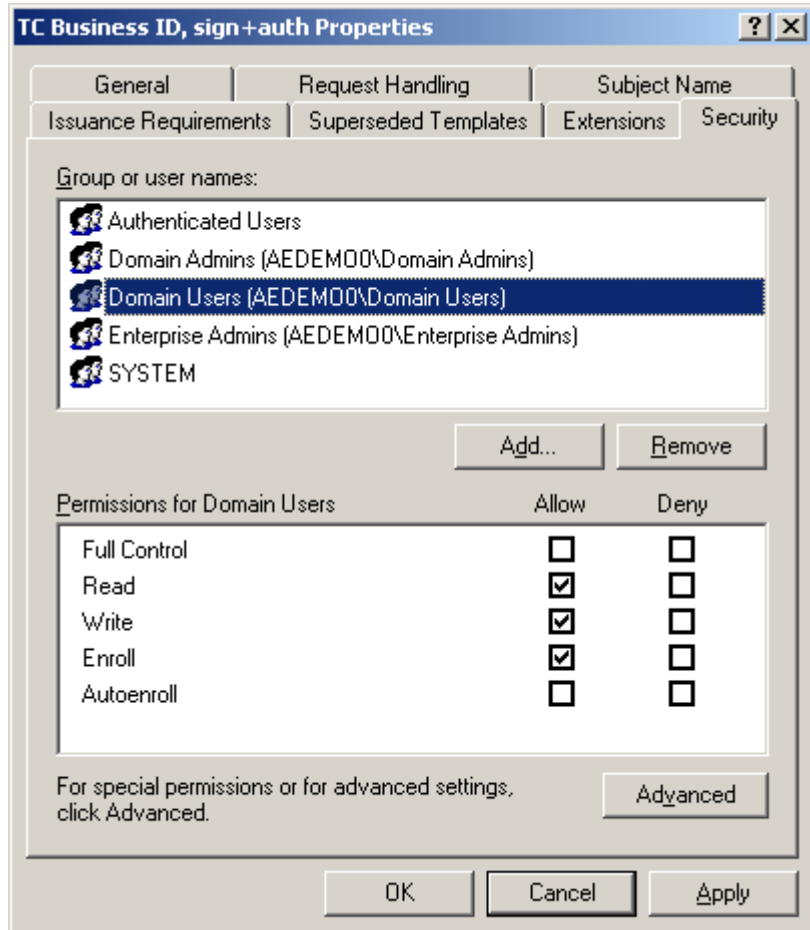 TC Business ID, sign+auth Properties
General Request Handling Subject Name
Issuance Requirements Superseded Templates Extensions Security
Group or user names:
Authenticated Users
Domain Admins (AEDEMO0\Domain Admins)
Domain Users (AEDEMO0\Domain Users)
Enterprise Admins (AEDEMO0\Enterprise Admins)
SYSTEM
Add... Remove
Permissions for Domain Users Allow Deny
Full Control
Read
Write
Enroll
Autoenroll
For special permissions or for advanced settings,
click Advanced.
Advanced
OK Cancel Apply